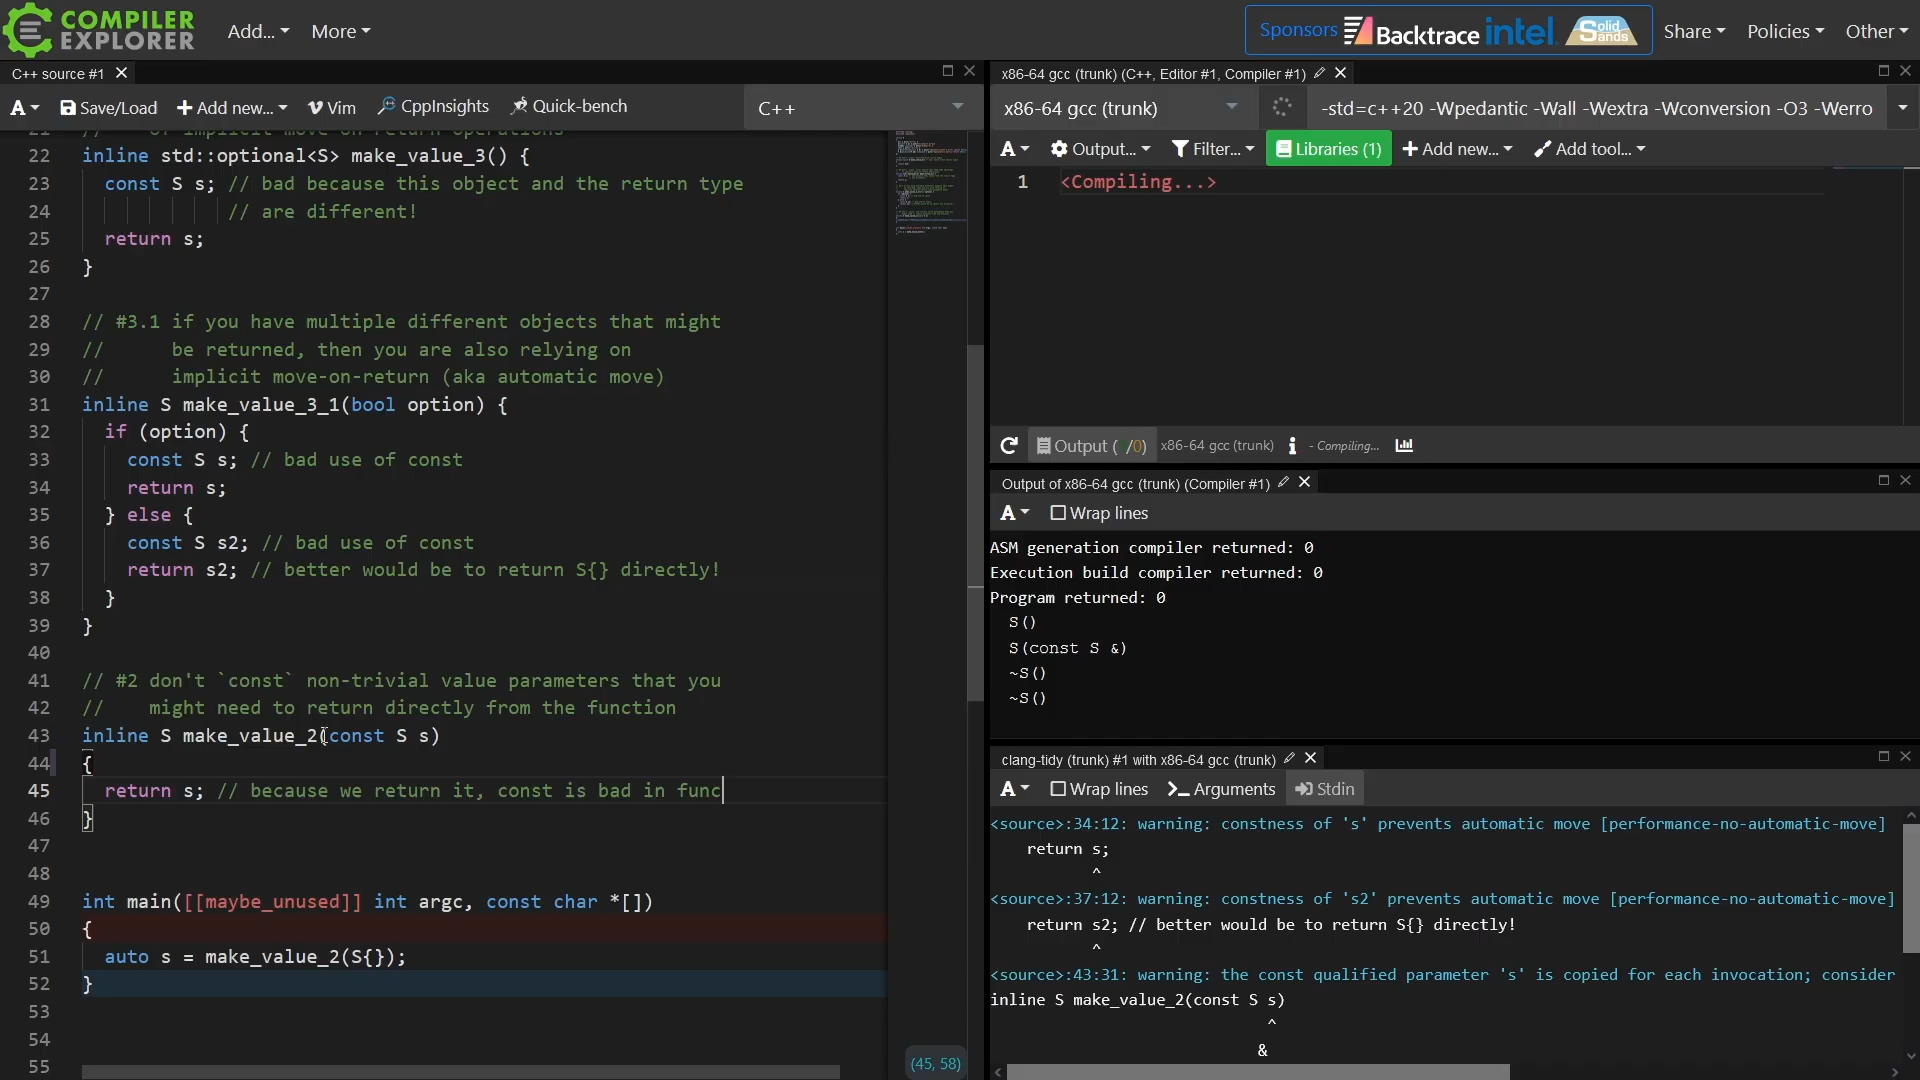 COMPILER
EXPLORER
Add...
More
Sponsors
Backtrace
intel.
Solid Sands
Share
Policies
Other
C++ source #1
A
Save/Load
+ Add new...
Vim
CppInsights
Quick-bench
C++
21 // of implicit move-on-return operations
22 inline std::optional<S> make_value_3() {
23 const S s; // bad because this object and the return type
24 // are different!
25 return s;
26 }
27
28 // #3.1 if you have multiple different objects that might
29 // be returned, then you are also relying on
30 // implicit move-on-return (aka automatic move)
31 inline S make_value_3_1(bool option) {
32 if (option) {
33 const S s; // bad use of const
34 return s;
35 } else {
36 const S s2; // bad use of const
37 return s2; // better would be to return S{} directly!
38 }
39 }
40
41 // #2 don't `const` non-trivial value parameters that you
42 // might need to return directly from the function
43 inline S make_value_2(const S s)
44 {
45 return s; // because we return it, const is bad in func
46 }
47
48
49 int main([[maybe_unused]] int argc, const char *[])
50 {
51 auto s = make_value_2(S{});
52 }
53
54
55
(45, 58)
x86-64 gcc (trunk) (C++, Editor #1, Compiler #1)
x86-64 gcc (trunk)
-std=c++20 -Wpedantic -Wall -Wextra -Wconversion -O3 -Werro
A
Output...
Filter...
Libraries (1)
+ Add new...
Add tool...
1 <Compiling...>
Output ( /0)
x86-64 gcc (trunk)
- Compiling...
Output of x86-64 gcc (trunk) (Compiler #1)
A
Wrap lines
ASM generation compiler returned: 0
Execution build compiler returned: 0
Program returned: 0
S()
S(const S &)
~S()
~S()
clang-tidy (trunk) #1 with x86-64 gcc (trunk)
A
Wrap lines
Arguments
Stdin
<source>:34:12: warning: constness of 's' prevents automatic move [performance-no-automatic-move]
return s;
^
<source>:37:12: warning: constness of 's2' prevents automatic move [performance-no-automatic-move]
return s2; // better would be to return S{} directly!
^
<source>:43:31: warning: the const qualified parameter 's' is copied for each invocation; consider
inline S make_value_2(const S s)
^
&